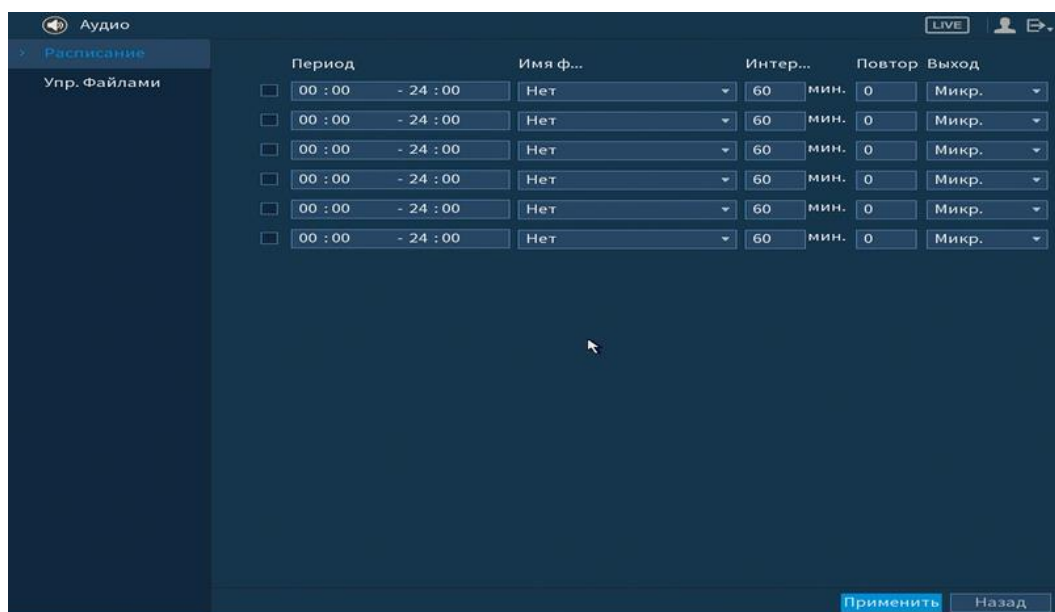 Аудио LIVE
Расписание
Упр. Файлами
Период Имя ф... Интер... Повтор Выход
00 : 00 - 24 : 00 Нет 60 мин. 0 Микр.
00 : 00 - 24 : 00 Нет 60 мин. 0 Микр.
00 : 00 - 24 : 00 Нет 60 мин. 0 Микр.
00 : 00 - 24 : 00 Нет 60 мин. 0 Микр.
00 : 00 - 24 : 00 Нет 60 мин. 0 Микр.
00 : 00 - 24 : 00 Нет 60 мин. 0 Микр.
Применить Назад